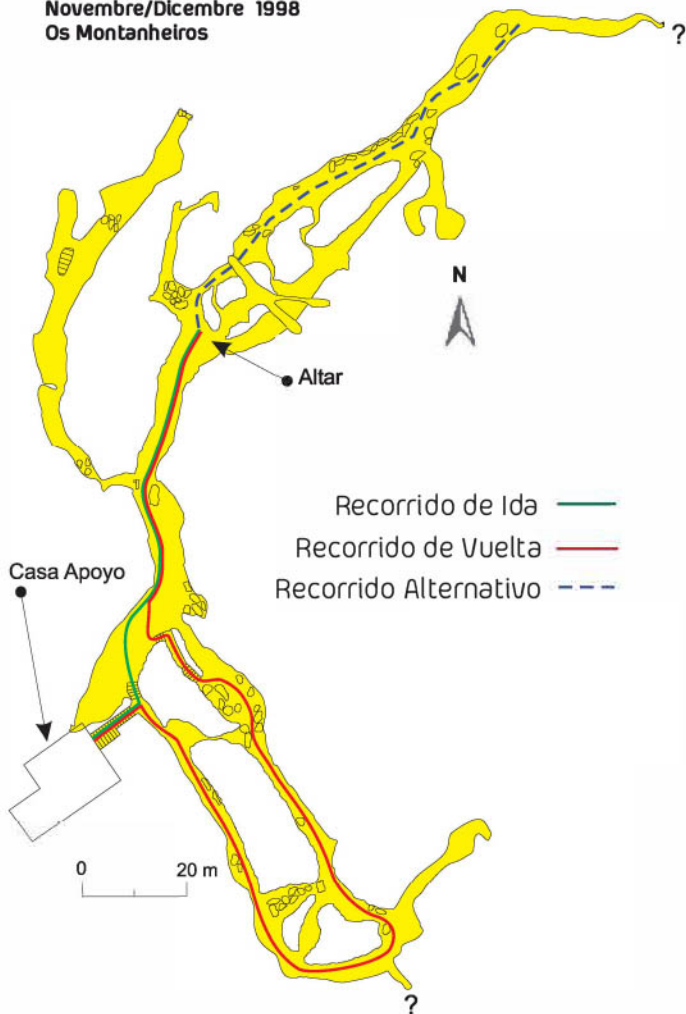 Novembre/Dicembre 1998
Os Montanheiros
?
N
Altar
Recorrido de Ida
Recorrido de Vuelta
Recorrido Alternativo
Casa Apoyo
0 20 m
?